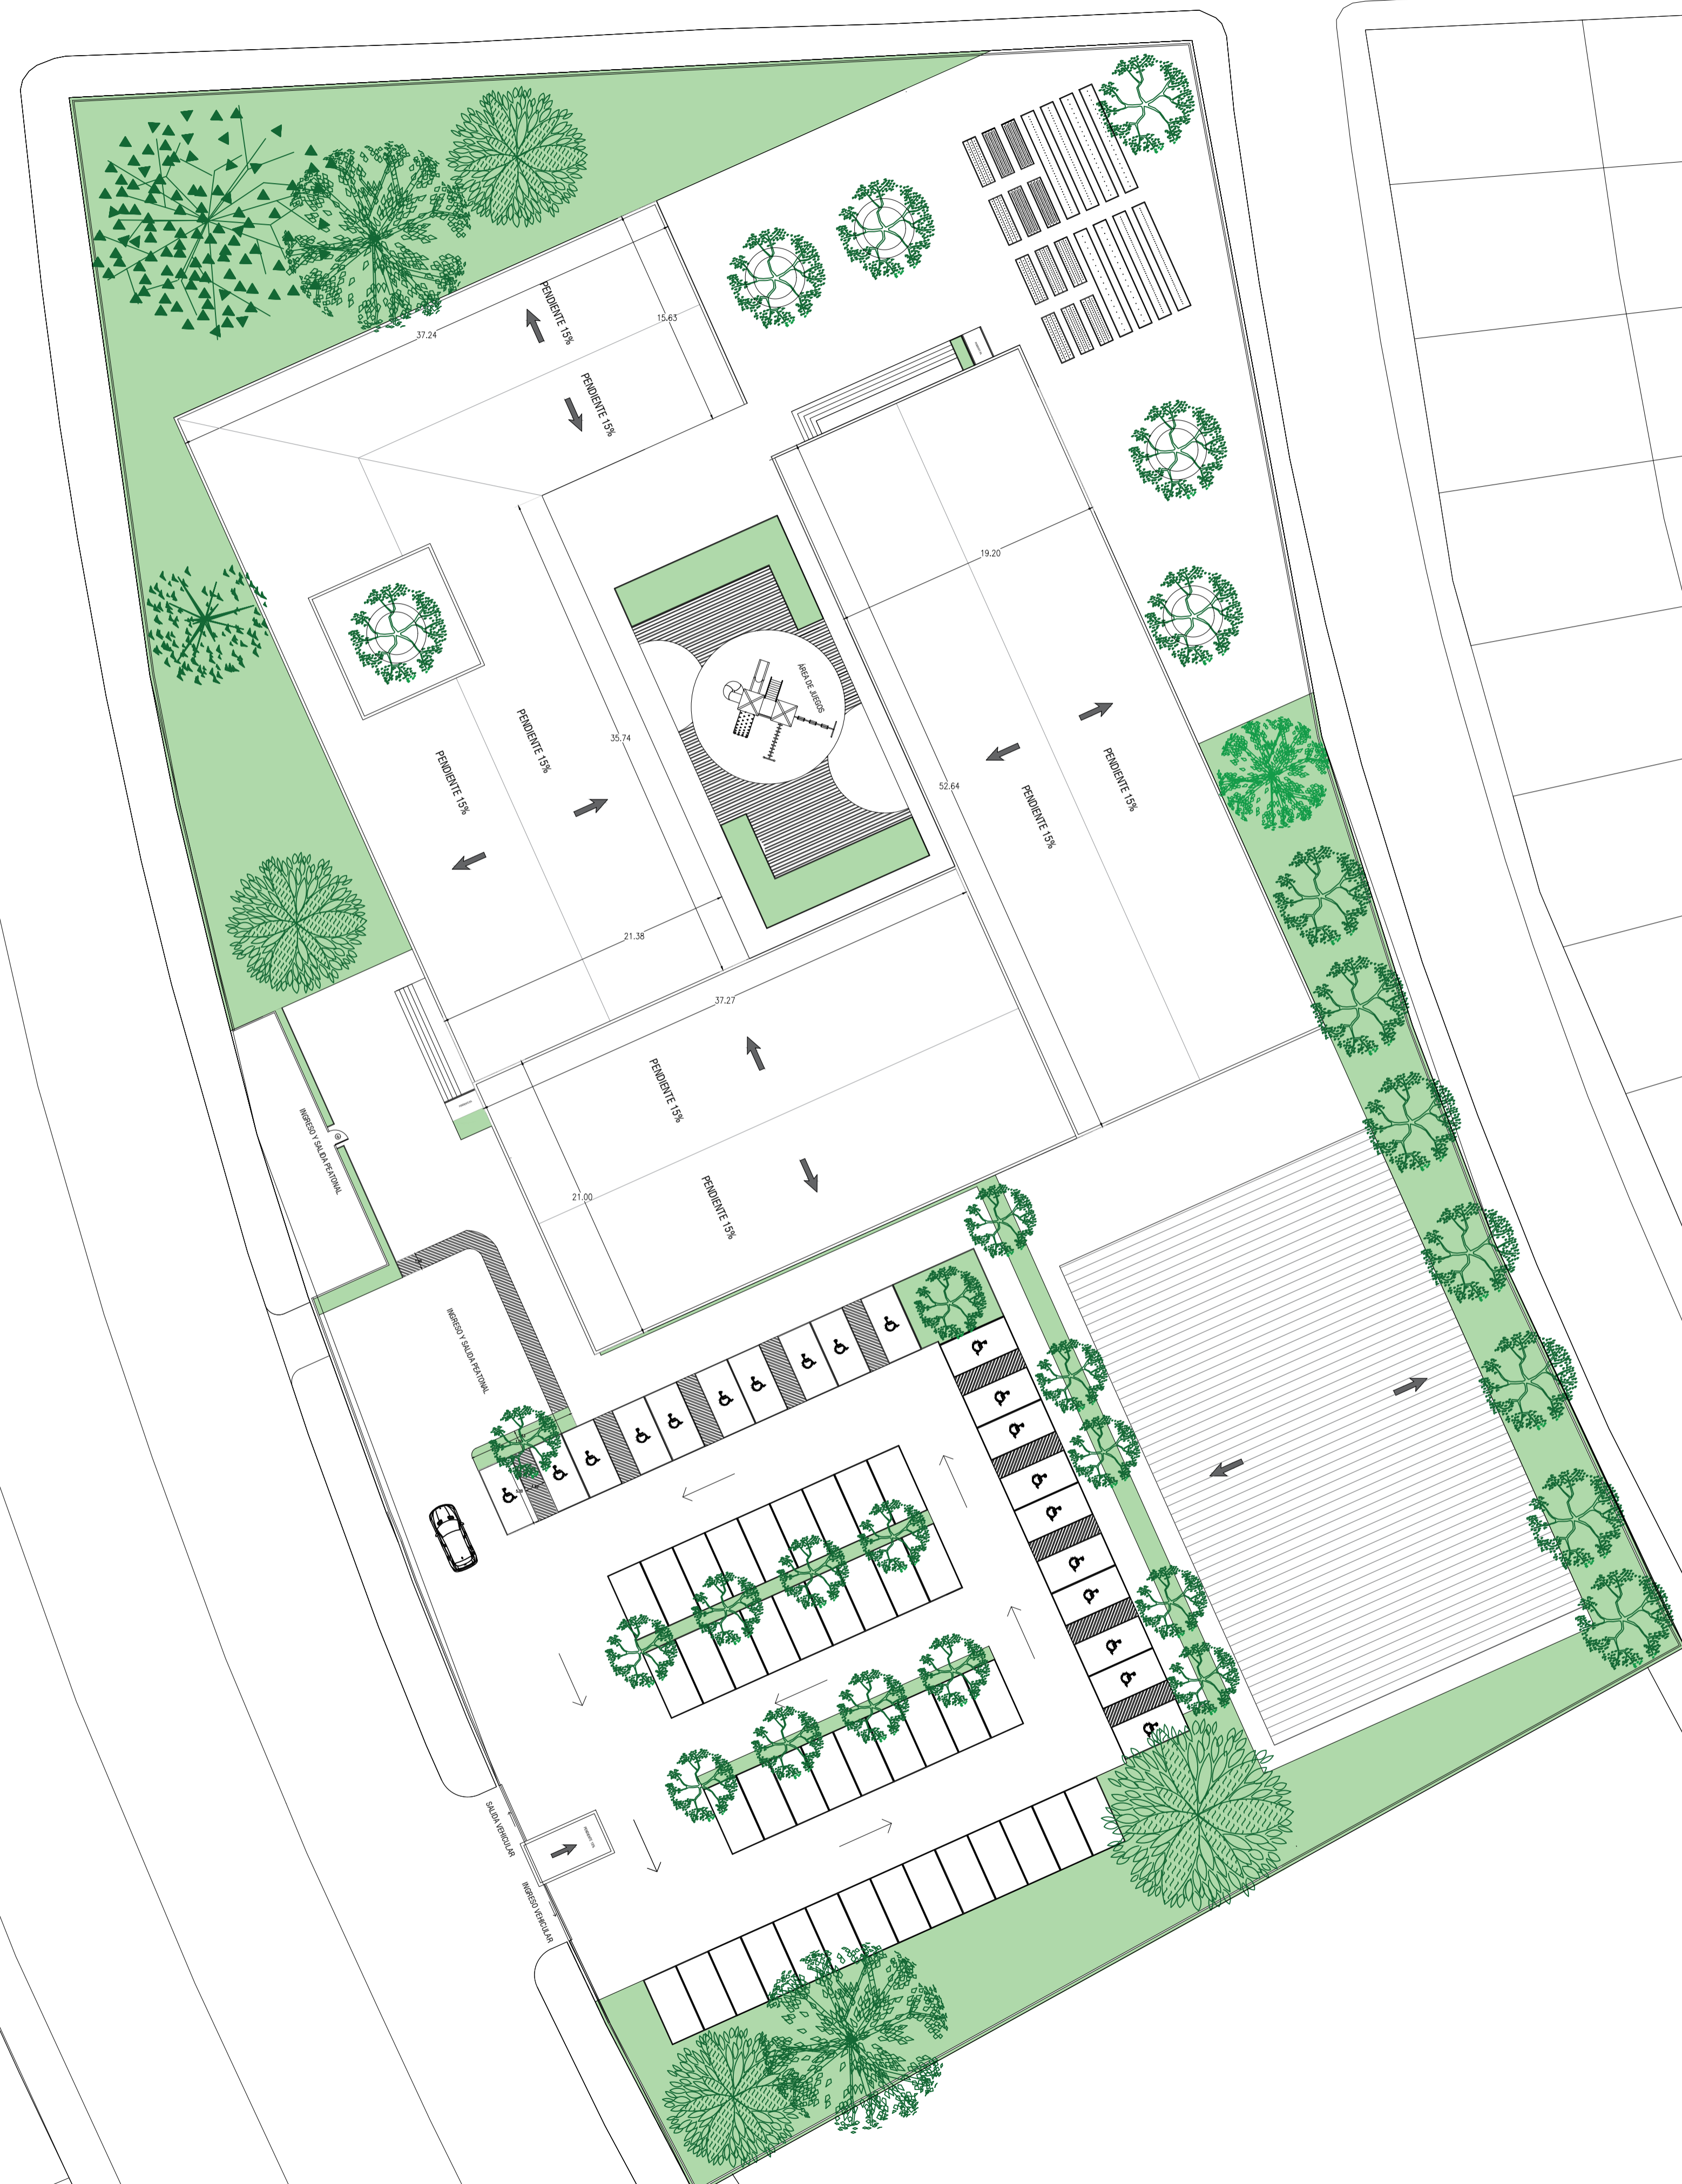 PENDIENTE 15%
15.63
37.24
PENDIENTE 15%
19.20
AREA DE JUEGOS
PENDIENTE 15%
35.74
PENDIENTE 15%
52.64
PENDIENTE 15%
PENDIENTE 15%
21.38
37.27
PENDIENTE 15%
INGRESO Y SALIDA PEATONAL
21.00
PENDIENTE 15%
INGRESO Y SALIDA PEATONAL
SALIDA VEHICULAR
INGRESO VEHICULAR